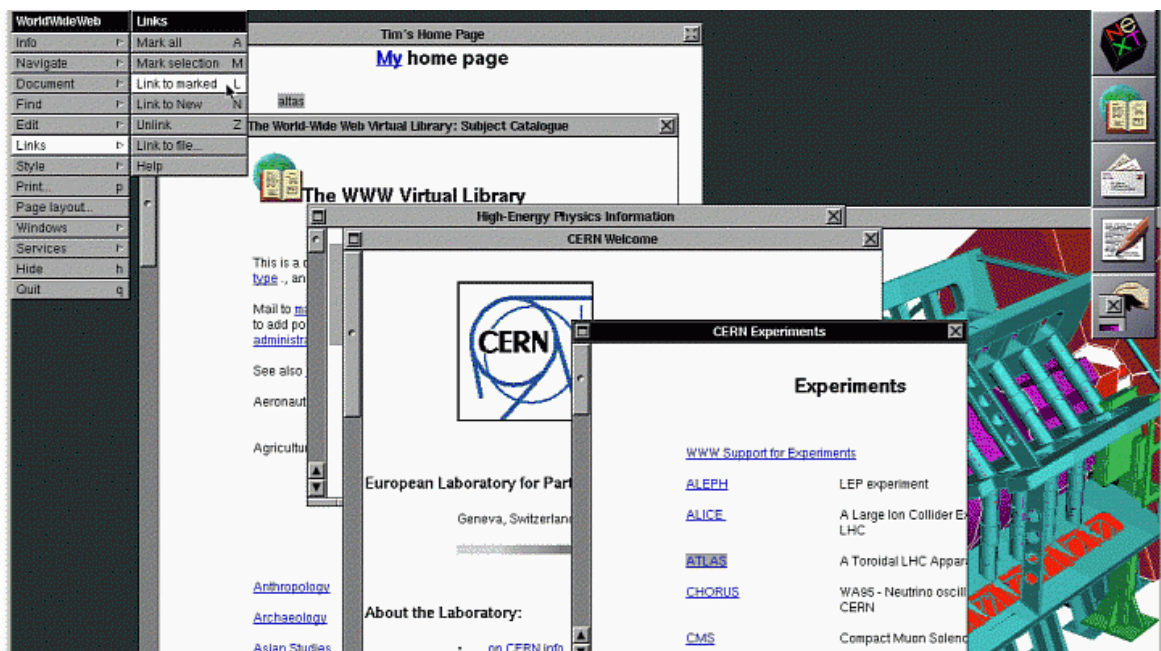 WorldWideWeb
Info
Navigate
Document
Find
Edit
Links
Style
Print... p
Page layout...
Windows
Services
Hide h
Quit q
Links
Mark all A
Mark selection M
Link to marked L
Link to New N
Unlink Z
Link to file...
Help
Tim's Home Page
My home page
altas
The World-Wide Web Virtual Library: Subject Catalogue
The WWW Virtual Library
This is a
type ., an
Mail to
to add po
administra
See also
Aeronaut
Agricultu
Anthropology
Archaeology
Asian Studies
High-Energy Physics Information
CERN Welcome
CERN
European Laboratory for Part
Geneva, Switzerland
About the Laboratory:
· on CERN info
CERN Experiments
Experiments
WWW Support for Experiments
ALEPH LEP experiment
ALICE A Large Ion Collider Ex
LHC
ATLAS A Toroidal LHC Appar
CHORUS WA95 - Neutrino oscill
CERN
CMS Compact Muon Soleno
NeXT